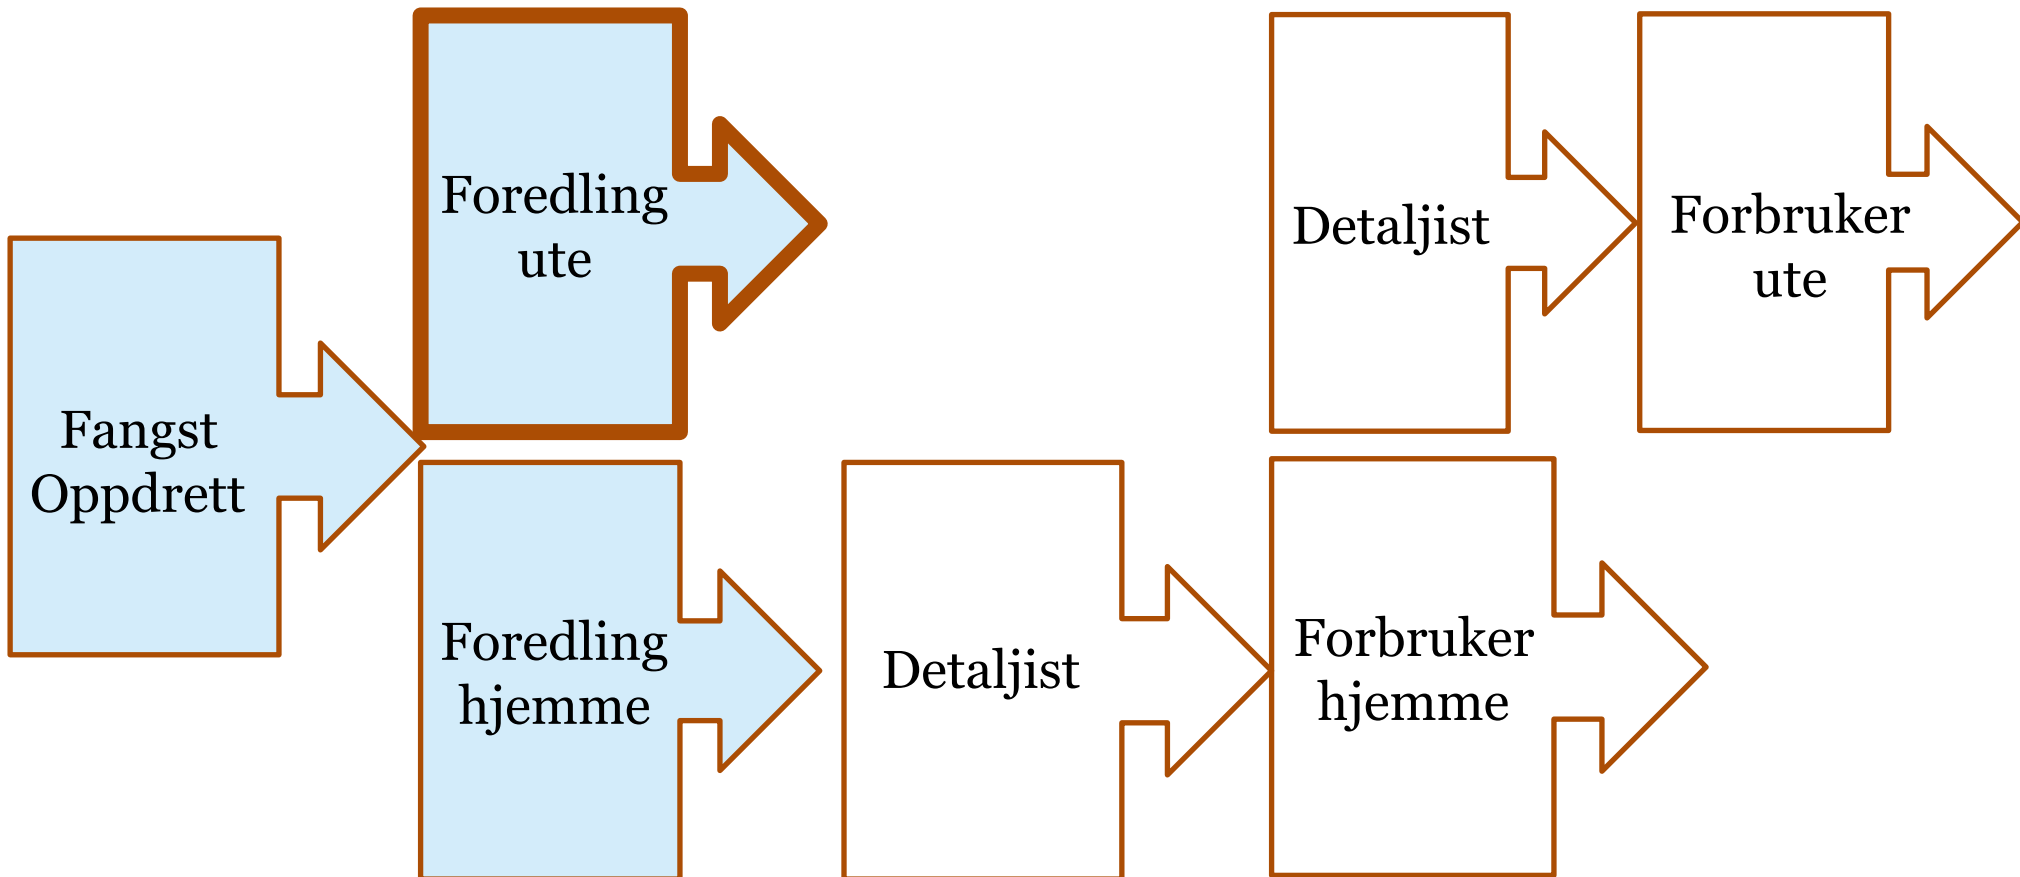 Foredling
ute
Detaljist
Forbruker
ute
Fangst
Oppdrett
Foredling
hjemme
Detaljist
Forbruker
hjemme